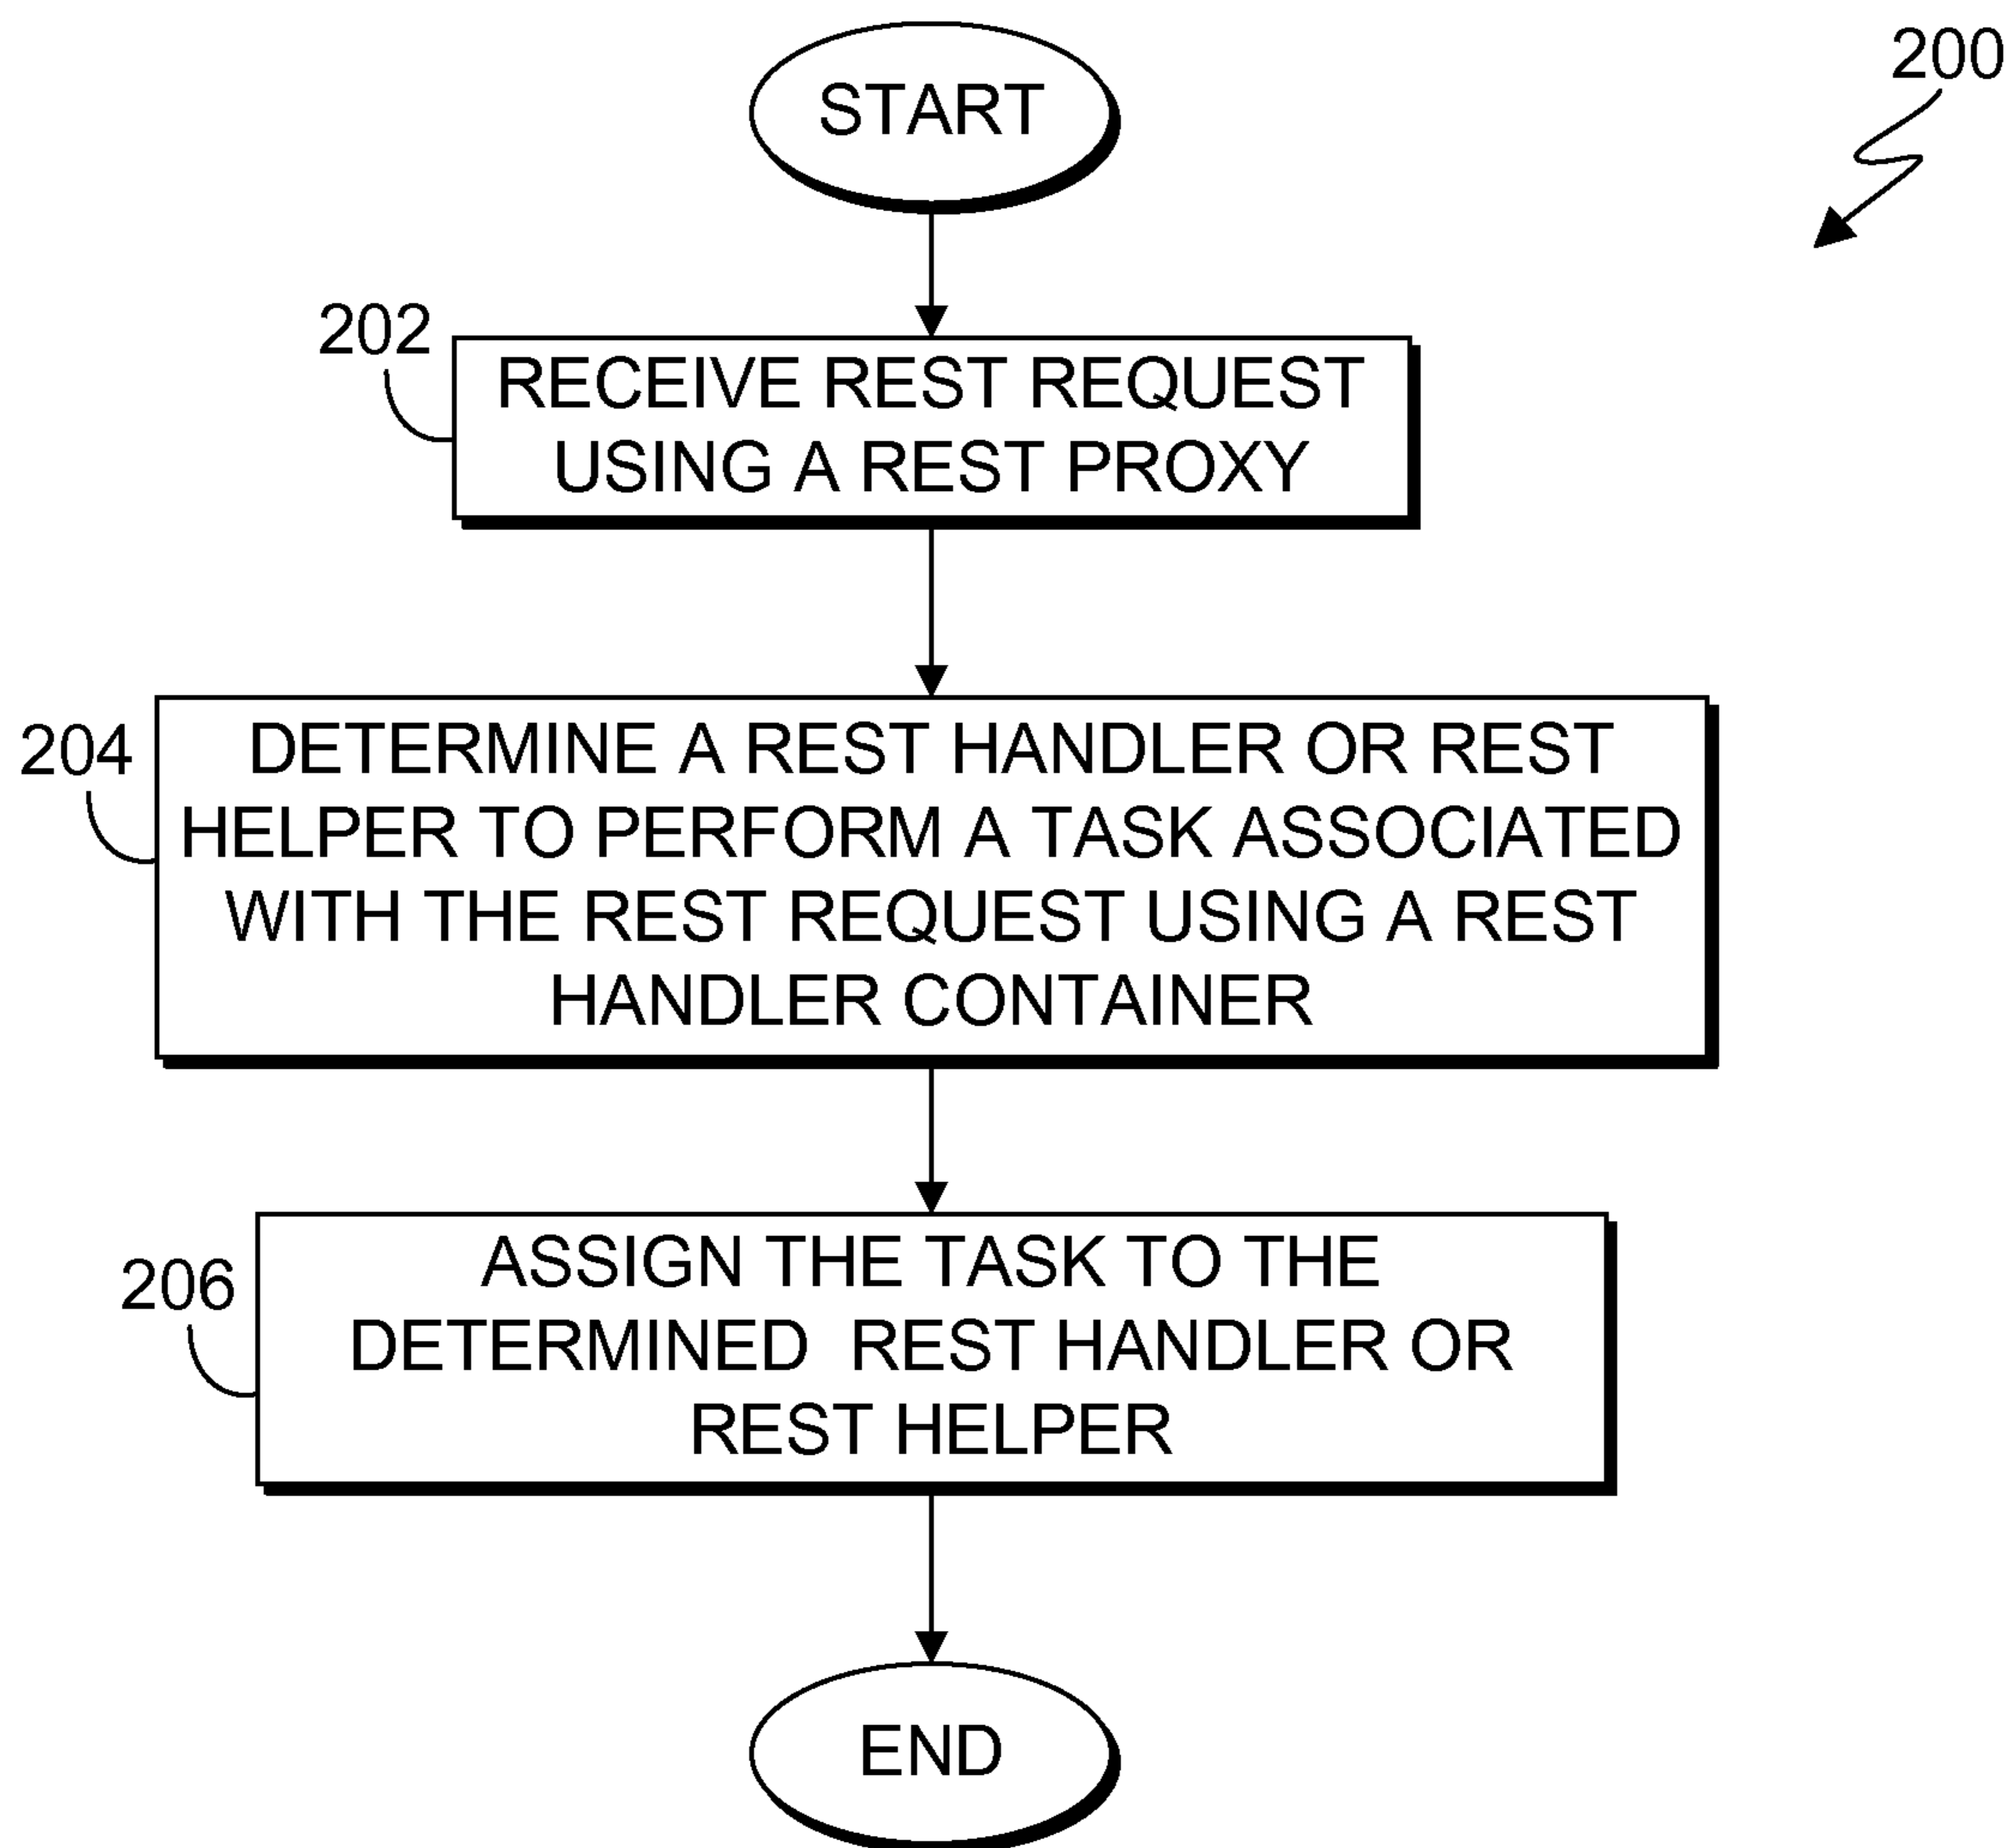 START
200
202
RECEIVE REST REQUEST
USING A REST PROXY
204
DETERMINE A REST HANDLER OR REST
HELPER TO PERFORM A TASK ASSOCIATED
WITH THE REST REQUEST USING A REST
HANDLER CONTAINER
206
ASSIGN THE TASK TO THE
DETERMINED REST HANDLER OR
REST HELPER
END